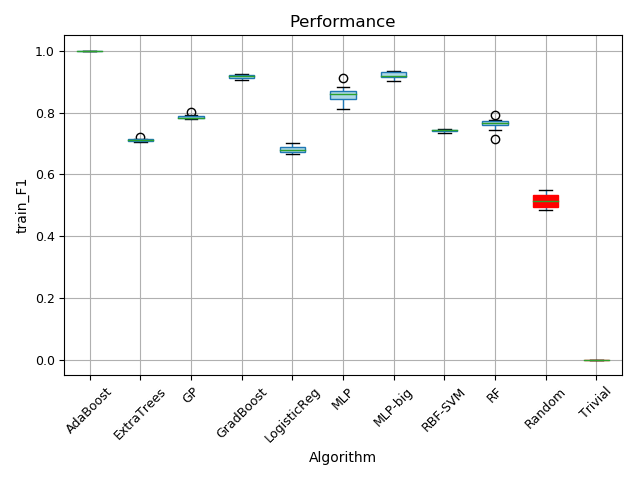 Performance
train_F1
1.0
0.8
0.6
0.4
0.2
0.0
AdaBoost
ExtraTrees
GP
GradBoost
LogisticReg
MLP
MLP-big
RBF-SVM
RF
Random
Trivial
Algorithm